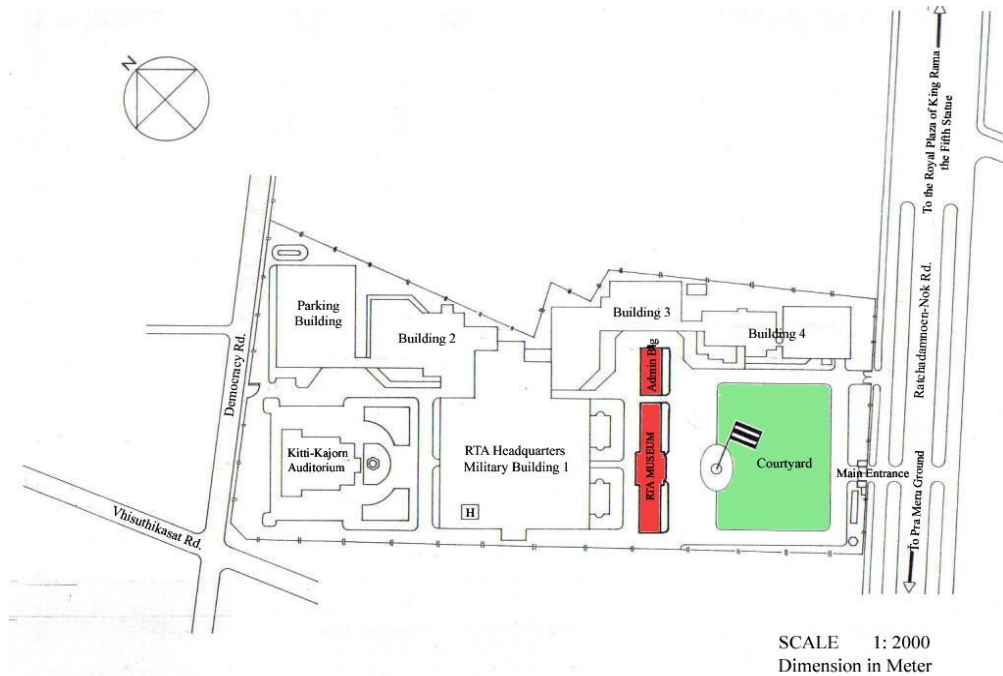 N
To the Royal Plaza of King Rama
the Fifth Statue
Parking
Building
Building 2
Building 3
Building 4
Admin Blg
Democracy Rd.
Ratchadamnoen-Nok Rd.
Kitti-Kajorn
Auditorium
RTA Headquarters
Military Building 1
RTA MUSEUM
Courtyard
Main Entrance
H
Vhisuthikasat Rd.
To Pra Meru Ground
SCALE 1: 2000
Dimension in Meter